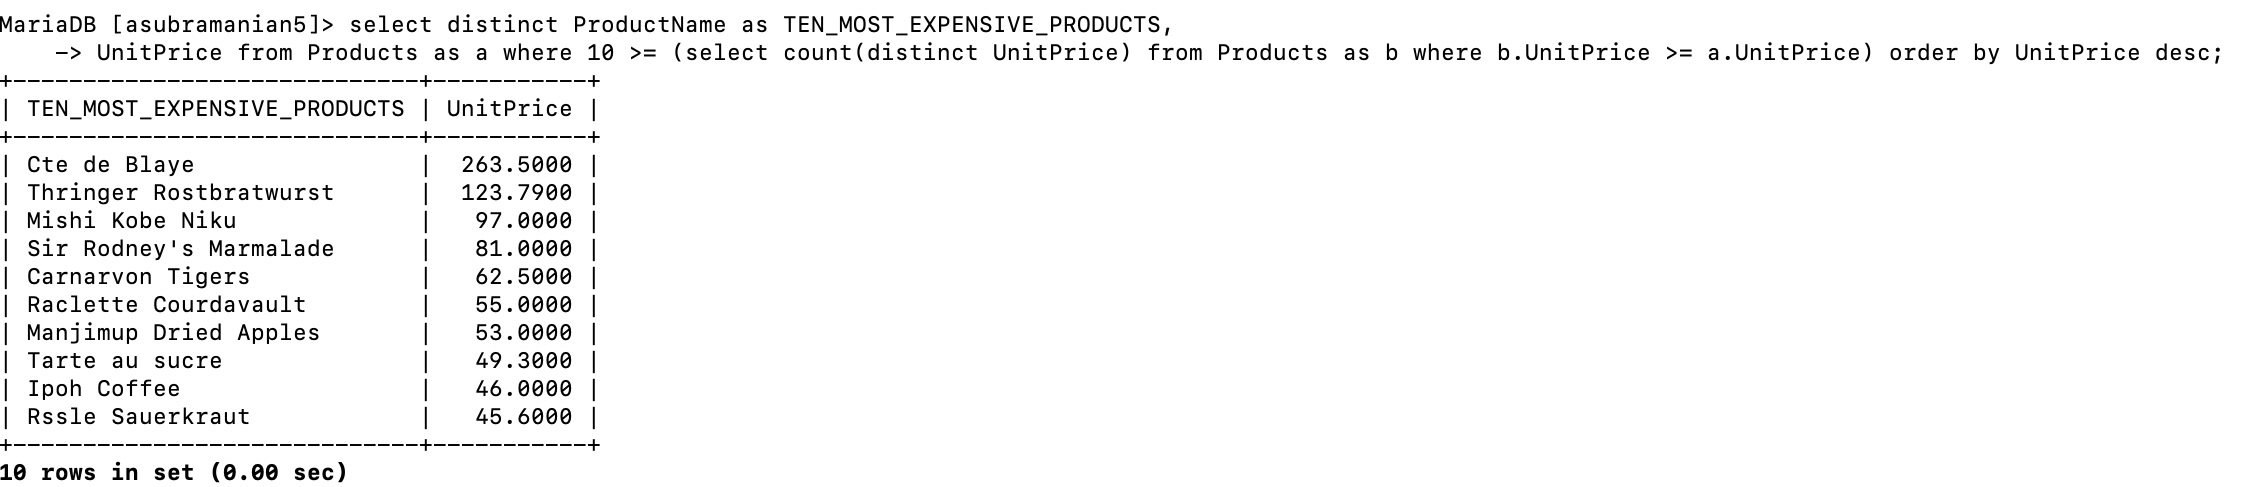 MariaDB [asubramanian5]> select distinct ProductName as TEN_MOST_EXPENSIVE_PRODUCTS,
    -> UnitPrice from Products as a where 10 >= (select count(distinct UnitPrice) from Products as b where b.UnitPrice >= a.UnitPrice) order by UnitPrice desc;
+-----------------------------+-----------+
| TEN_MOST_EXPENSIVE_PRODUCTS | UnitPrice |
+-----------------------------+-----------+
| Cte de Blaye                |  263.5000 |
| Thringer Rostbratwurst      |  123.7900 |
| Mishi Kobe Niku             |   97.0000 |
| Sir Rodney's Marmalade      |   81.0000 |
| Carnarvon Tigers            |   62.5000 |
| Raclette Courdavault        |   55.0000 |
| Manjimup Dried Apples       |   53.0000 |
| Tarte au sucre              |   49.3000 |
| Ipoh Coffee                 |   46.0000 |
| Rssle Sauerkraut            |   45.6000 |
+-----------------------------+-----------+
10 rows in set (0.00 sec)